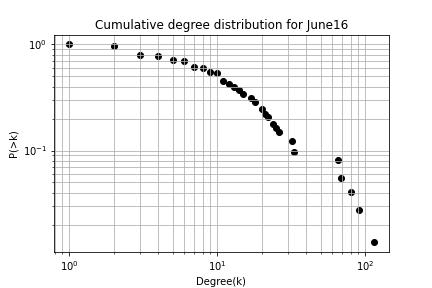 Cumulative degree distribution for June16
P(>k)
10⁰
10⁻¹
10⁰
10¹
10²
Degree(k)